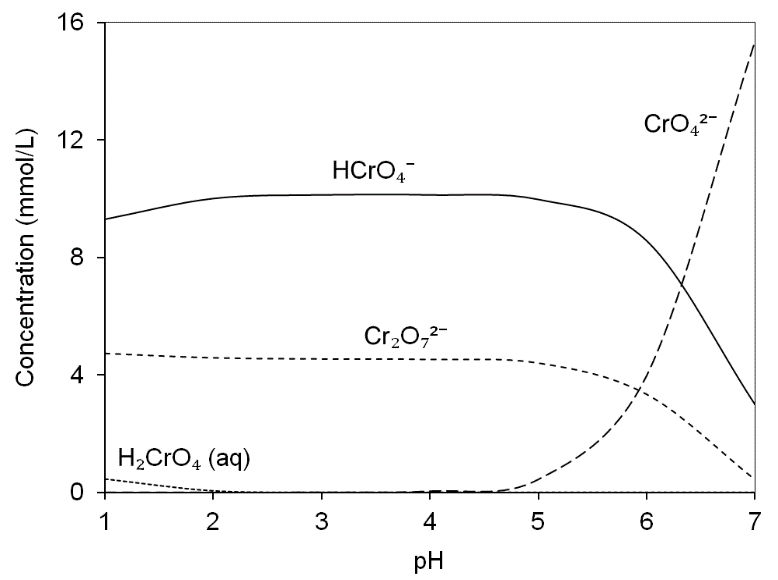 16
12
8
4
0
Concentration (mmol/L)
CrO₄²⁻
HCrO₄⁻
Cr₂O₇²⁻
H₂CrO₄ (aq)
1 2 3 4 5 6 7
pH